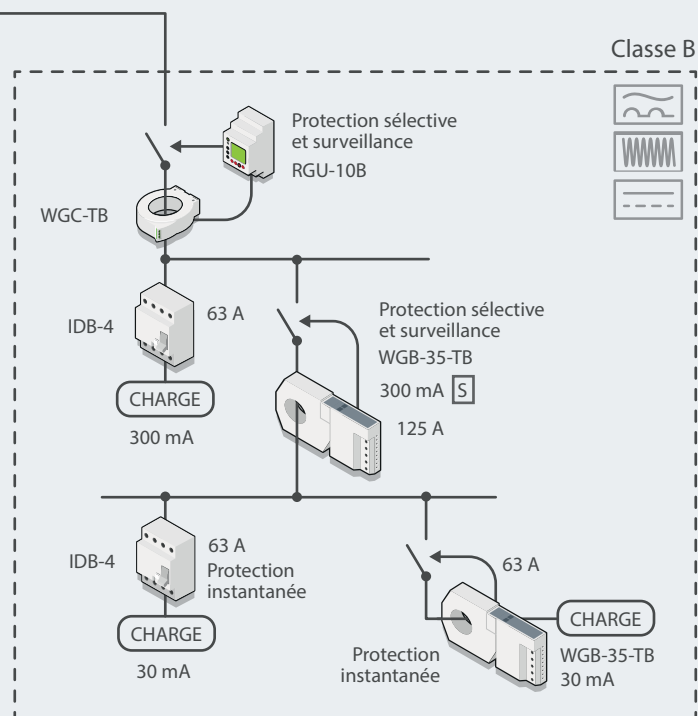 Classe B
Protection sélective
et surveillance
RGU-10B
WGC-TB
IDB-4
63 A
CHARGE
300 mA
Protection sélective
et surveillance
WGB-35-TB
300 mA S
125 A
IDB-4
63 A
Protection
instantanée
CHARGE
30 mA
63 A
CHARGE
Protection
instantanée
WGB-35-TB
30 mA